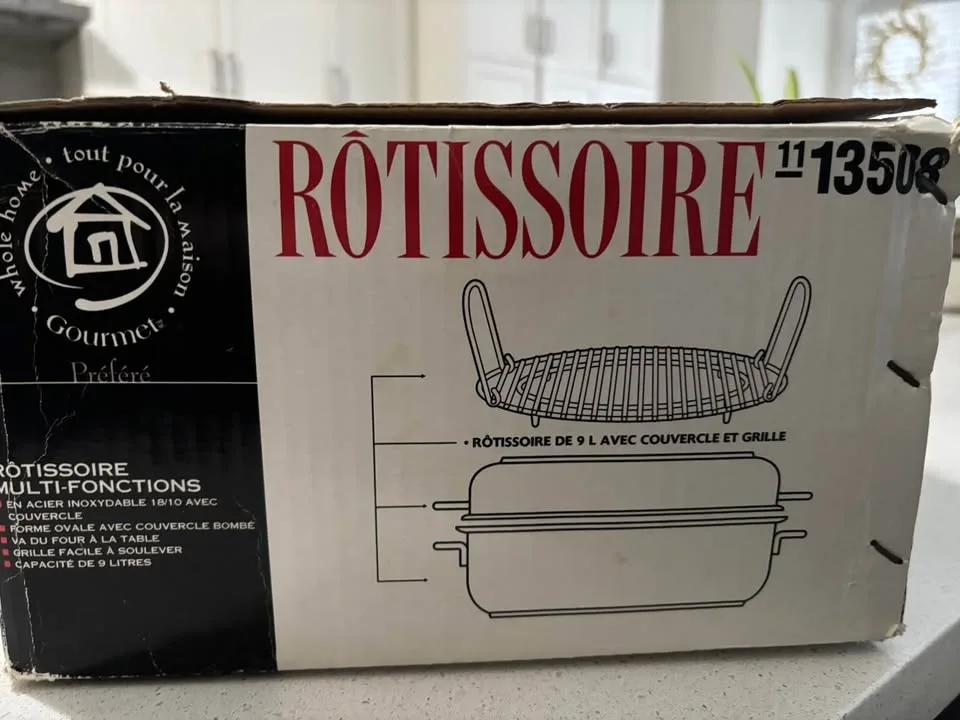 whole home • tout pour la maison •
Gourmet
Préféré
RÔTISSOIRE
11 13508
• RÔTISSOIRE DE 9 L AVEC COUVERCLE ET GRILLE
RÔTISSOIRE
MULTI-FONCTIONS
EN ACIER INOXYDABLE 18/10 AVEC
COUVERCLE
FORME OVALE AVEC COUVERCLE BOMBÉ
VA DU FOUR À LA TABLE
GRILLE FACILE À SOULEVER
CAPACITÉ DE 9 LITRES